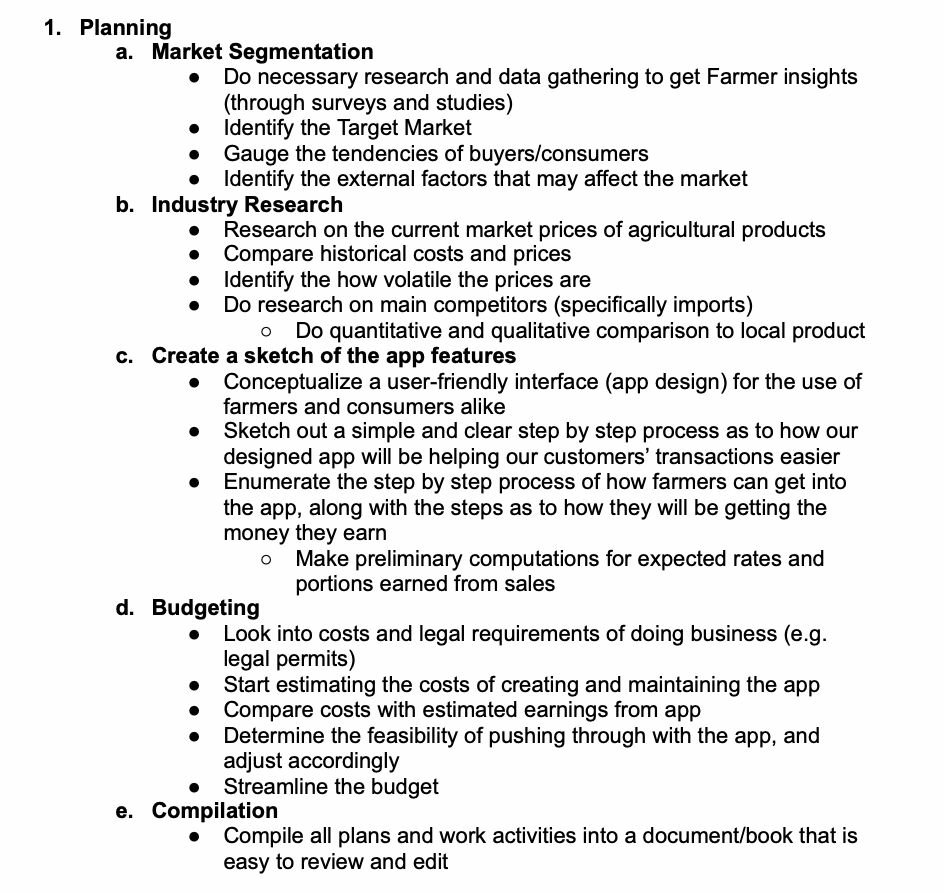 1. Planning
a. Market Segmentation
● Do necessary research and data gathering to get Farmer insights
(through surveys and studies)
● Identify the Target Market
● Gauge the tendencies of buyers/consumers
● Identify the external factors that may affect the market
b. Industry Research
● Research on the current market prices of agricultural products
● Compare historical costs and prices
● Identify the how volatile the prices are
● Do research on main competitors (specifically imports)
○ Do quantitative and qualitative comparison to local product
c. Create a sketch of the app features
● Conceptualize a user-friendly interface (app design) for the use of
farmers and consumers alike
● Sketch out a simple and clear step by step process as to how our
designed app will be helping our customers’ transactions easier
● Enumerate the step by step process of how farmers can get into
the app, along with the steps as to how they will be getting the
money they earn
○ Make preliminary computations for expected rates and
portions earned from sales
d. Budgeting
● Look into costs and legal requirements of doing business (e.g.
legal permits)
● Start estimating the costs of creating and maintaining the app
● Compare costs with estimated earnings from app
● Determine the feasibility of pushing through with the app, and
adjust accordingly
● Streamline the budget
e. Compilation
● Compile all plans and work activities into a document/book that is
easy to review and edit